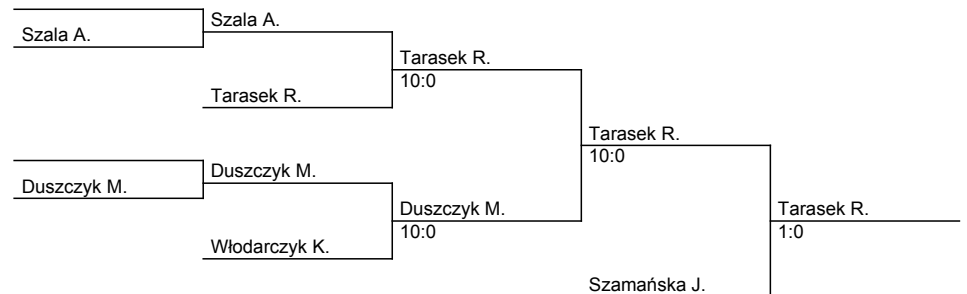 Szala A.
Szala A.
Tarasek R.
10:0
Tarasek R.
Tarasek R.
10:0
Duszczyk M.
Duszczyk M.
Duszczyk M.
10:0
Włodarczyk K.
Tarasek R.
1:0
Szamańska J.